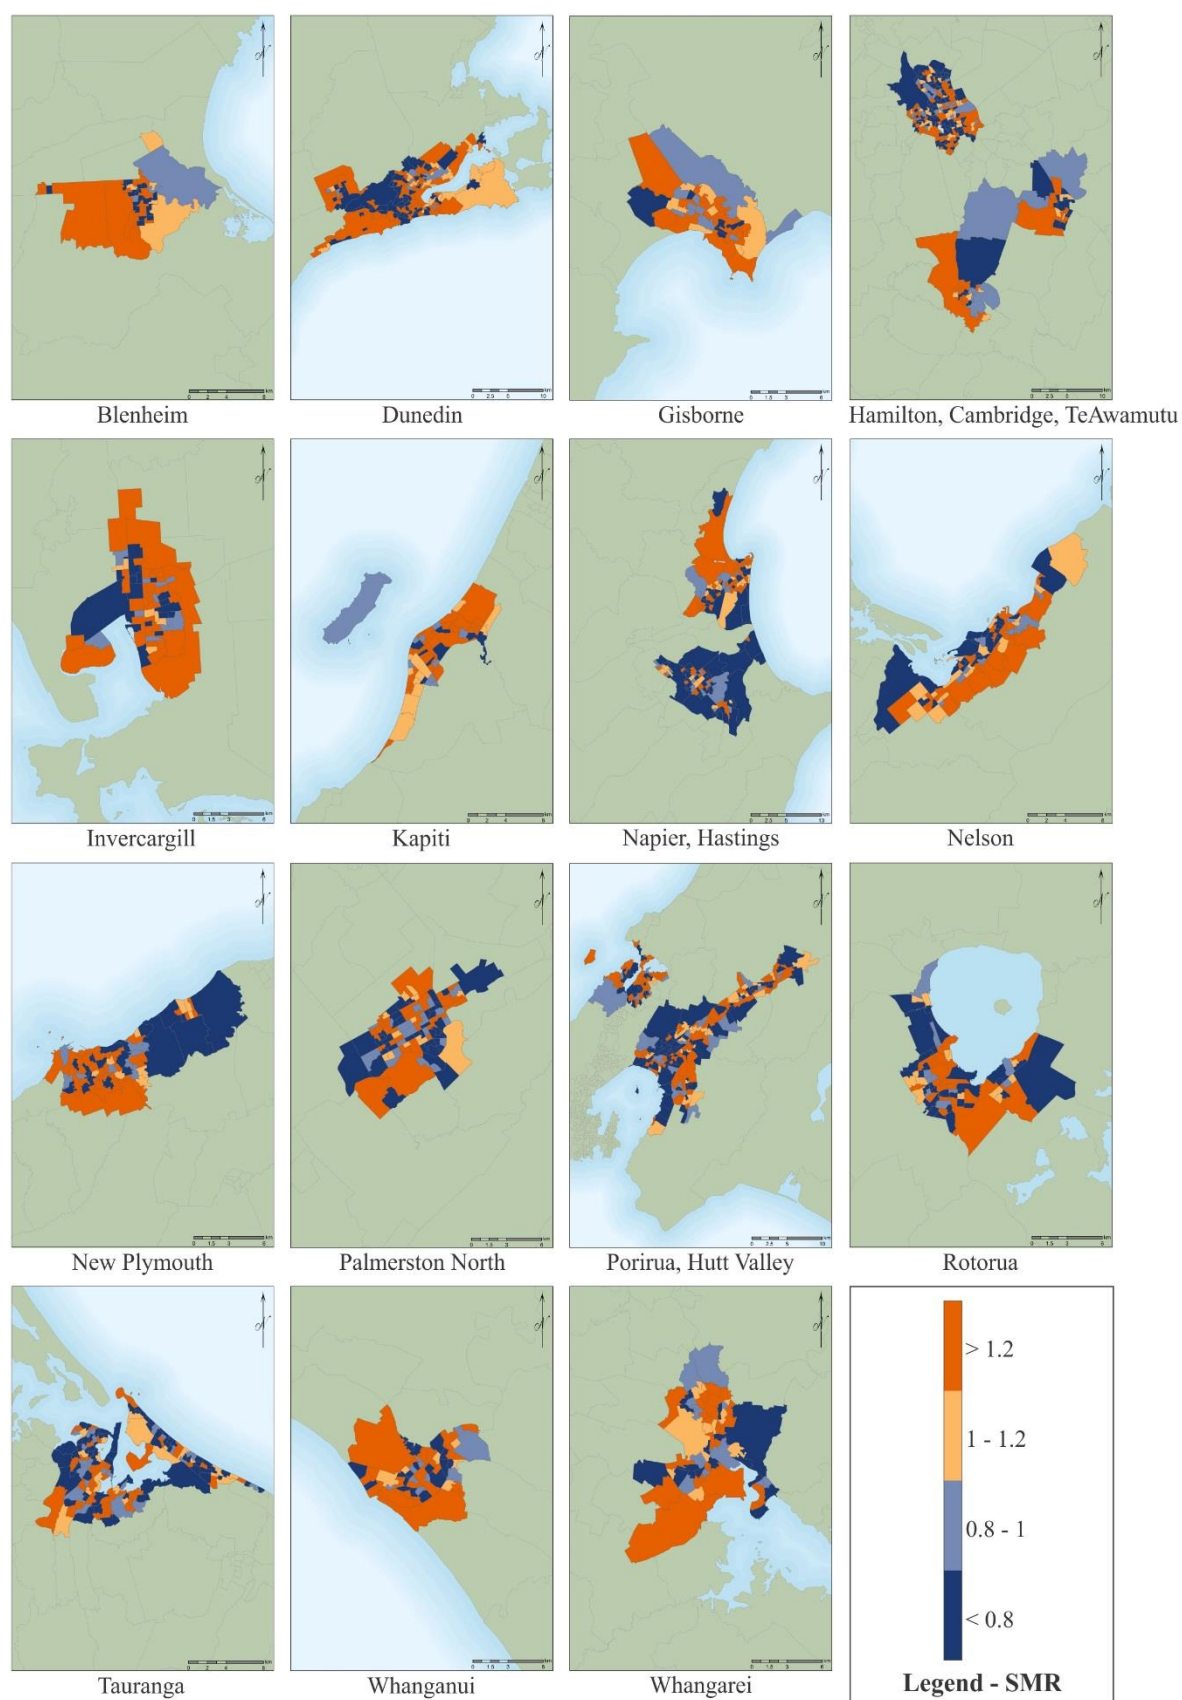 Blenheim
Dunedin
Gisborne
Hamilton, Cambridge, TeAwamutu
Invercargill
Kapiti
Napier, Hastings
Nelson
New Plymouth
Palmerston North
Porirua, Hutt Valley
Rotorua
Tauranga
Whanganui
Whangarei
> 1.2
1 - 1.2
0.8 - 1
< 0.8
Legend - SMR